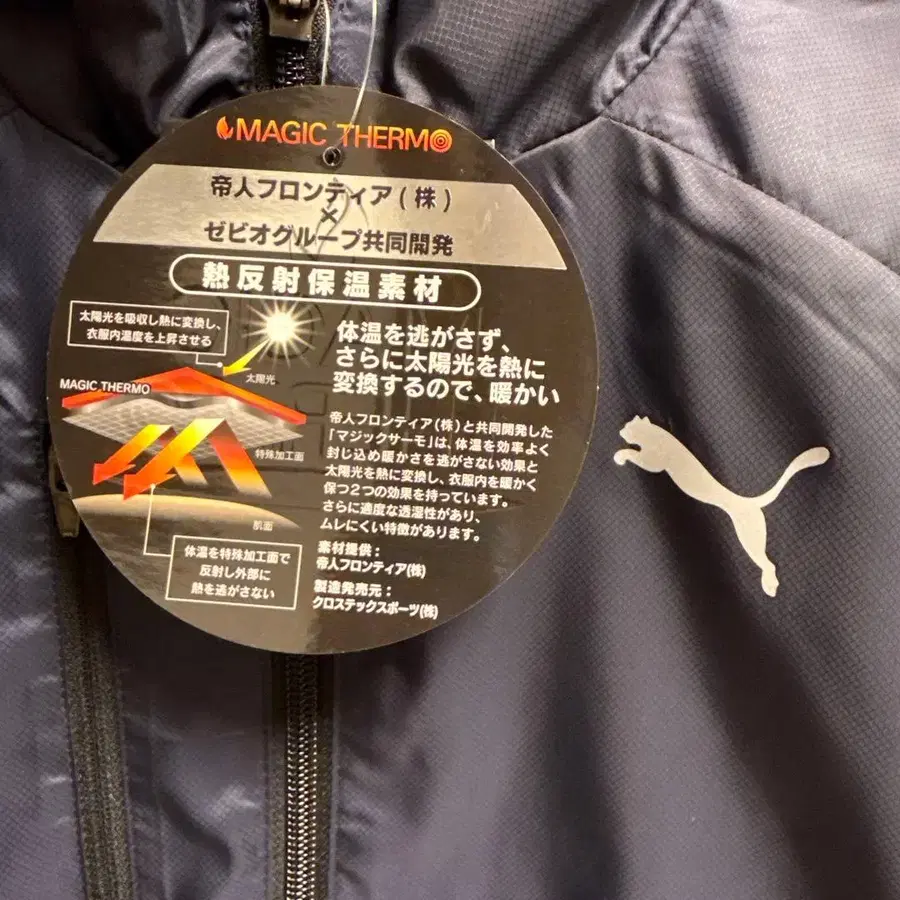 MAGIC THERMO
帝人フロンティア(株)
×
ゼビオグループ共同開発
熱反射保温素材
太陽光を吸収し熱に変換し、
衣服内温度を上昇させる
太陽光
MAGIC THERMO
特殊加工面
肌面
体温を特殊加工面で
反射し外部に
熱を逃がさない
体温を逃がさず、
さらに太陽光を熱に
変換するので、暖かい
帝人フロンティア(株)と共同開発した
「マジックサーモ」は、体温を効率よく
封じ込め暖かさを逃がさない効果と
太陽光を熱に変換し、衣服内を暖かく
保つ2つの効果を持っています。
さらに適度な透湿性があり、
ムレにくい特徴があります。
素材提供：
帝人フロンティア(株)
製造発売元：
クロステックスポーツ(株)